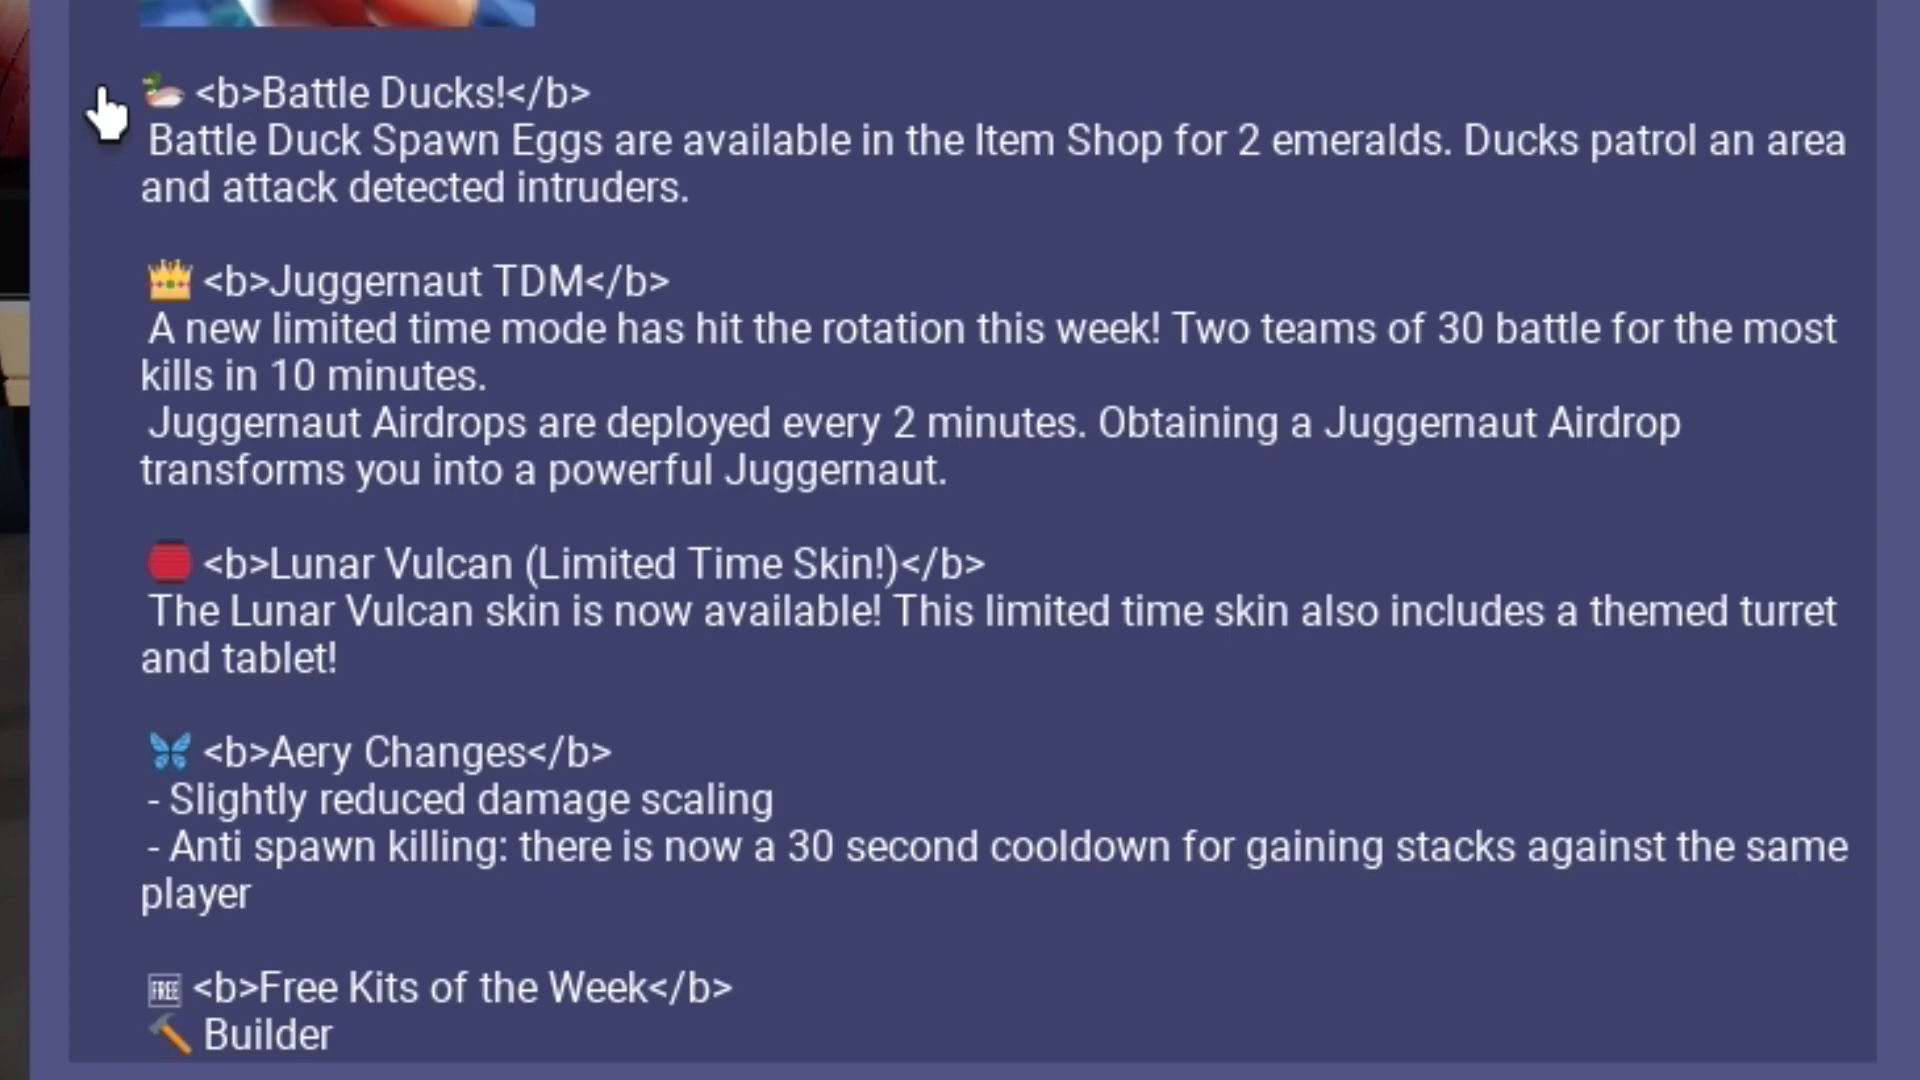 🦆 <b>Battle Ducks!</b>
Battle Duck Spawn Eggs are available in the Item Shop for 2 emeralds. Ducks patrol an area
and attack detected intruders.
👑 <b>Juggernaut TDM</b>
A new limited time mode has hit the rotation this week! Two teams of 30 battle for the most
kills in 10 minutes.
Juggernaut Airdrops are deployed every 2 minutes. Obtaining a Juggernaut Airdrop
transforms you into a powerful Juggernaut.
🏮 <b>Lunar Vulcan (Limited Time Skin!)</b>
The Lunar Vulcan skin is now available! This limited time skin also includes a themed turret
and tablet!
🦋 <b>Aery Changes</b>
- Slightly reduced damage scaling
- Anti spawn killing: there is now a 30 second cooldown for gaining stacks against the same
player
🆓 <b>Free Kits of the Week</b>
🔨 Builder